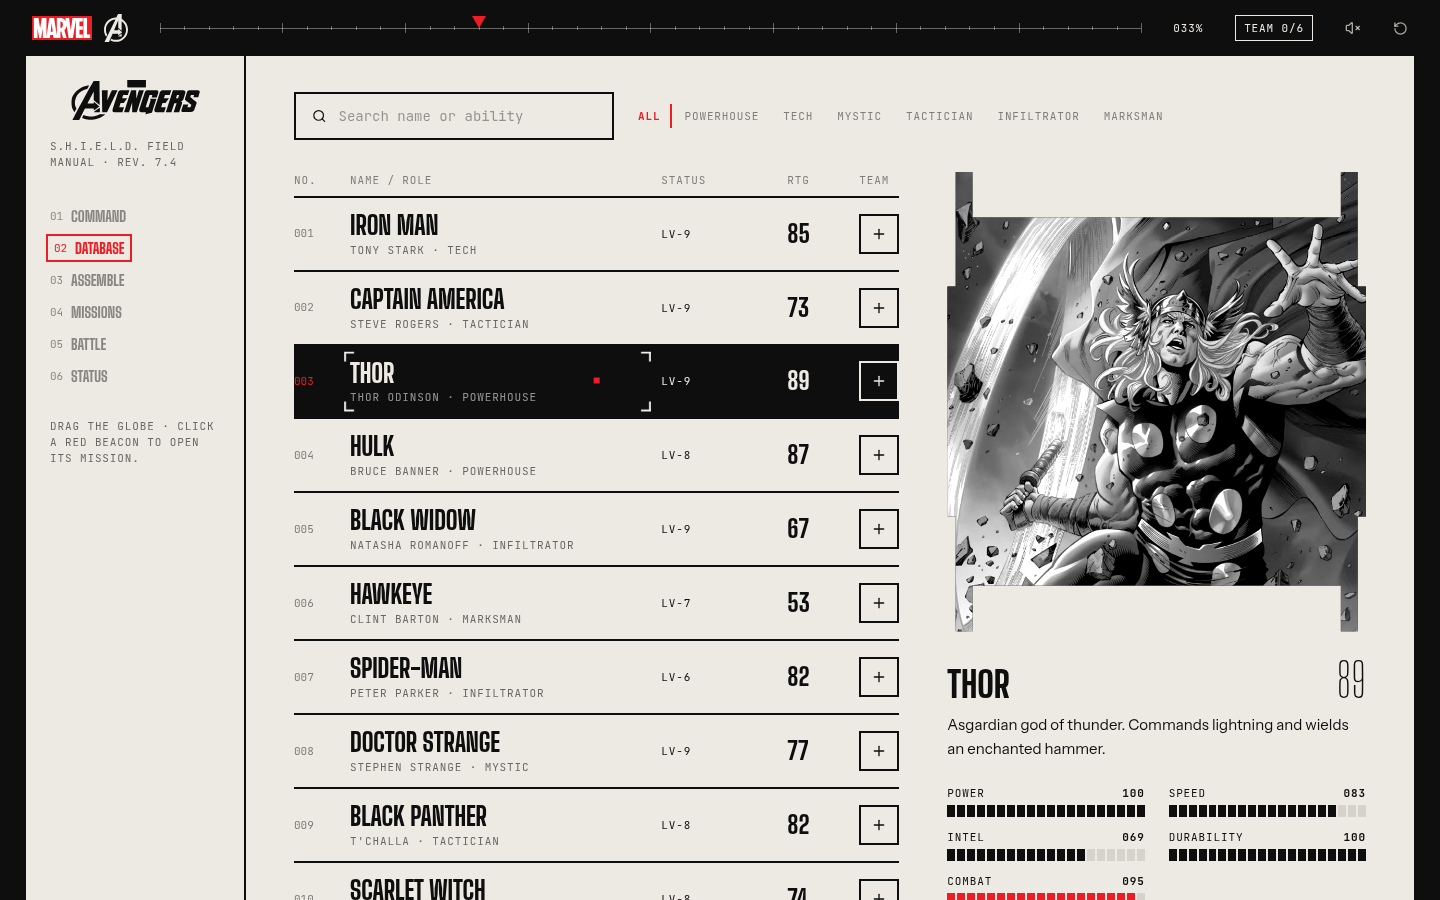 MARVEL
033%
TEAM 0/6
AVENGERS
S.H.I.E.L.D. FIELD
MANUAL · REV. 7.4
01 COMMAND
02 DATABASE
03 ASSEMBLE
04 MISSIONS
05 BATTLE
06 STATUS
DRAG THE GLOBE · CLICK
A RED BEACON TO OPEN
ITS MISSION.
Search name or ability
ALL POWERHOUSE TECH MYSTIC TACTICIAN INFILTRATOR MARKSMAN
NO. NAME / ROLE STATUS RTG TEAM
001 IRON MAN LV-9 85 +
TONY STARK · TECH
002 CAPTAIN AMERICA LV-9 73 +
STEVE ROGERS · TACTICIAN
003 THOR LV-9 89 +
THOR ODINSON · POWERHOUSE
004 HULK LV-8 87 +
BRUCE BANNER · POWERHOUSE
005 BLACK WIDOW LV-9 67 +
NATASHA ROMANOFF · INFILTRATOR
006 HAWKEYE LV-7 53 +
CLINT BARTON · MARKSMAN
007 SPIDER-MAN LV-6 82 +
PETER PARKER · INFILTRATOR
008 DOCTOR STRANGE LV-9 77 +
STEPHEN STRANGE · MYSTIC
009 BLACK PANTHER LV-8 82 +
T'CHALLA · TACTICIAN
010 SCARLET WITCH LV-8 74 +
THOR 89
Asgardian god of thunder. Commands lightning and wields
an enchanted hammer.
POWER 100 SPEED 083
INTEL 069 DURABILITY 100
COMBAT 095